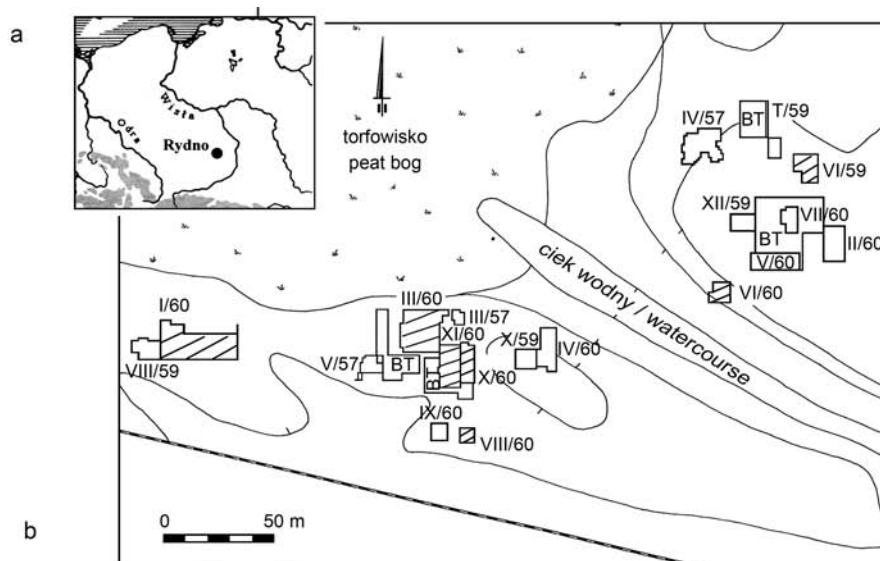 a
Odra
Wisła
Rydno
torfowisko
peat bog
IV/57
BT
T/59
VI/59
XII/59
VII/60
BT
II/60
V/60
VI/60
ciek wodny / watercourse
I/60
VIII/59
III/60
III/57
XI/60
X/59
IV/60
V/57
BT
BT
X/60
IX/60
VIII/60
b
0 50 m